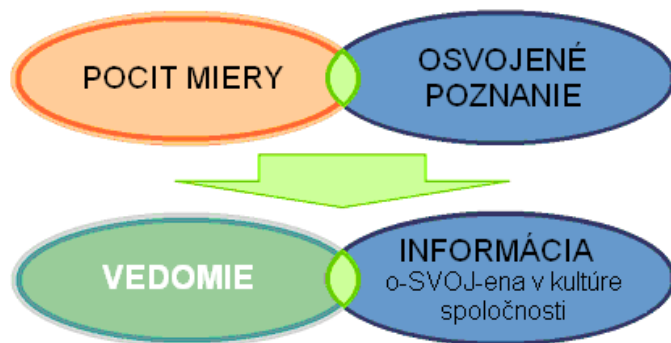 POCIT MIERY
OSVOJENÉ
POZNANIE
VEDOMIE
INFORMÁCIA
o-SVOJ-ena v kultúre
spoločnosti